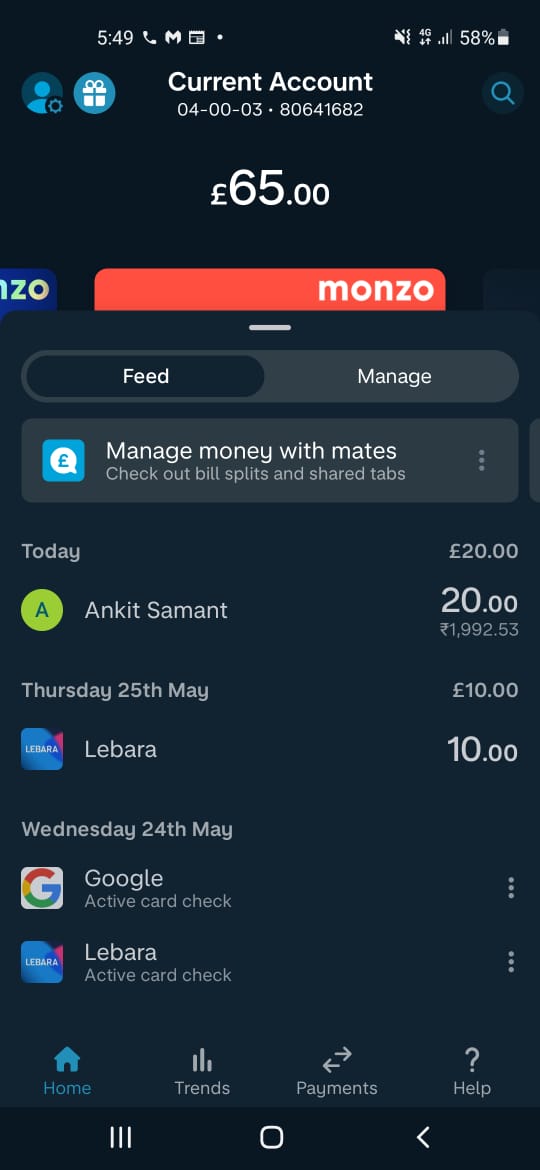 5:49
4G
58%
Current Account
04-00-03 • 80641682
£65.00
nzo
monzo
Feed
Manage
Manage money with mates
Check out bill splits and shared tabs
Today
£20.00
A
Ankit Samant
20.00
₹1,992.53
Thursday 25th May
£10.00
LEBARA
Lebara
10.00
Wednesday 24th May
Google
Active card check
LEBARA
Lebara
Active card check
Home
Trends
Payments
Help